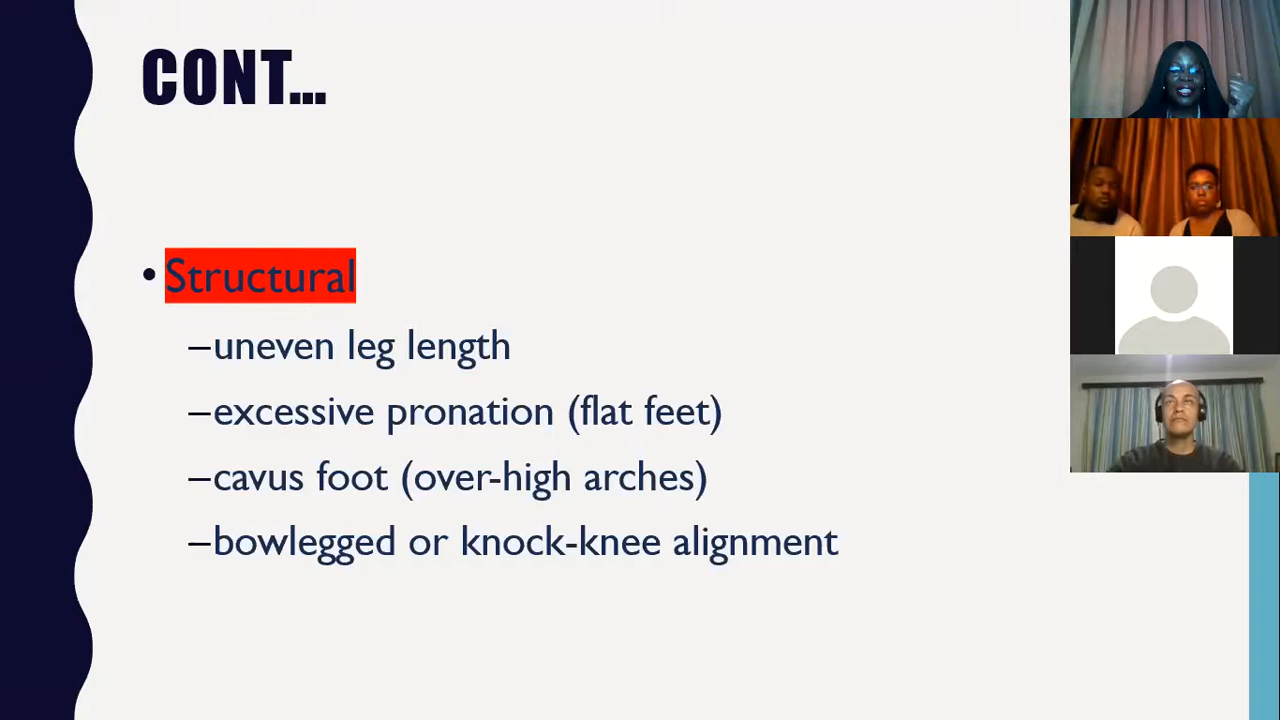 CONT...
• Structural
–uneven leg length
–excessive pronation (flat feet)
–cavus foot (over-high arches)
–bowlegged or knock-knee alignment